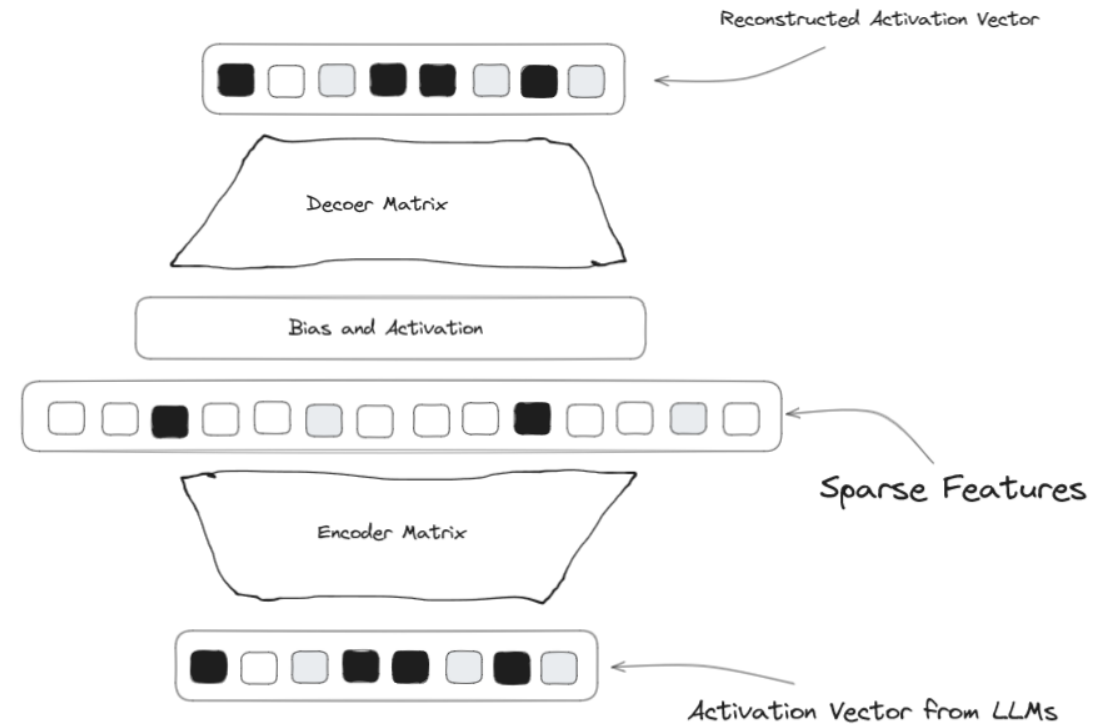 Reconstructed Activation Vector
Decoer Matrix
Bias and Activation
Sparse Features
Encoder Matrix
Activation Vector from LLMs